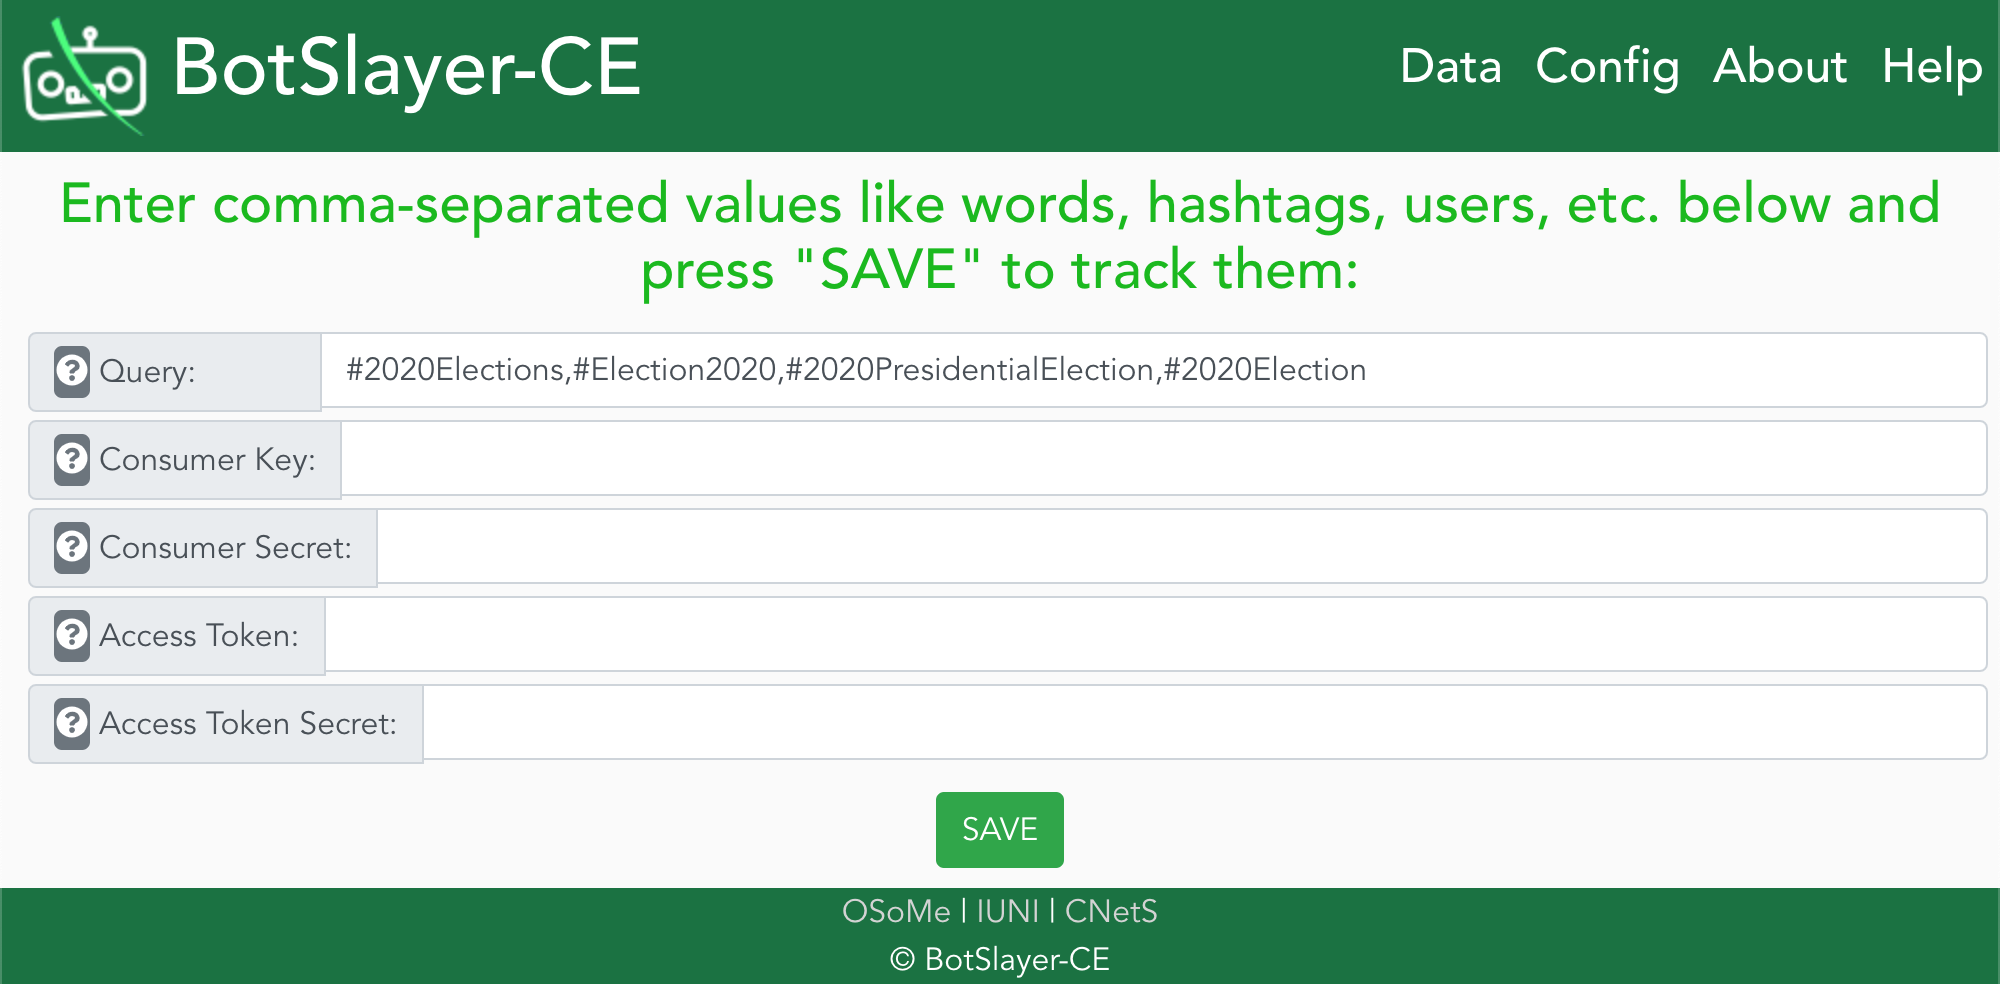 BotSlayer-CE
Data Config About Help
Enter comma-separated values like words, hashtags, users, etc. below and
press "SAVE" to track them:
? Query: #2020Elections,#Election2020,#2020PresidentialElection,#2020Election
? Consumer Key:
? Consumer Secret:
? Access Token:
? Access Token Secret:
SAVE
OSoMe | IUNI | CNetS
© BotSlayer-CE